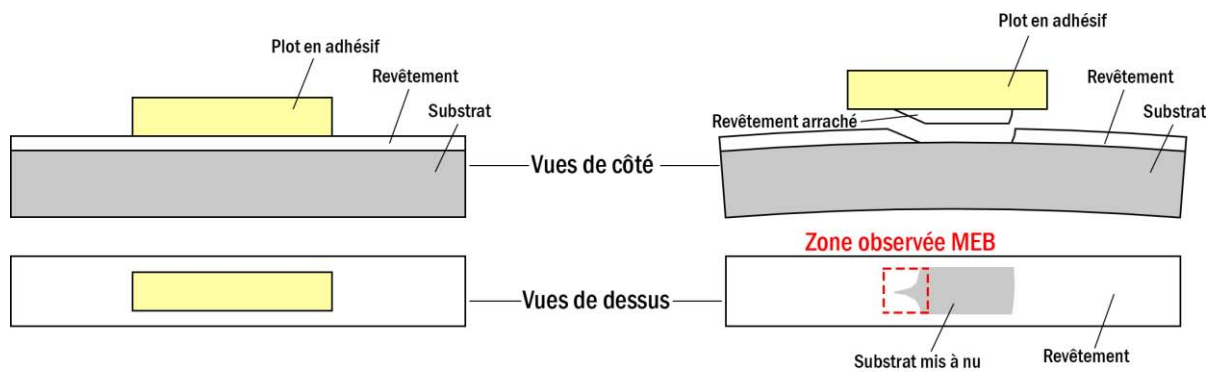 Plot en adhésif
Revêtement
Substrat
Plot en adhésif
Revêtement
Revêtement arraché
Substrat
Vues de côté
Zone observée MEB
Vues de dessus
Substrat mis à nu
Revêtement